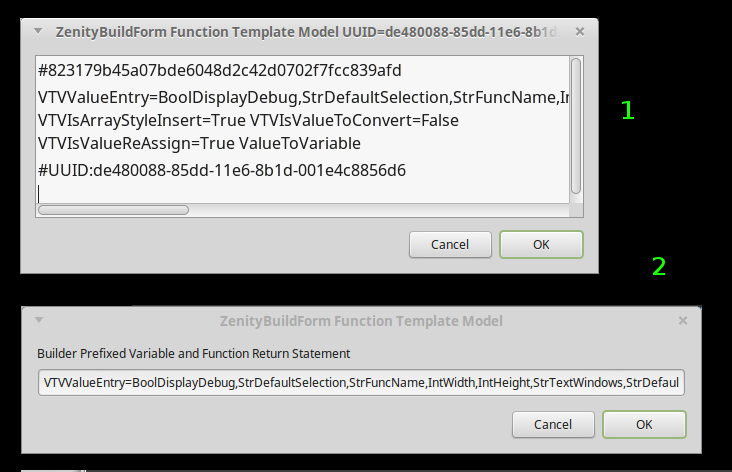 ZenityBuildForm Function Template Model UUID=de480088-85dd-11e6-8b1d
#823179b45a07bde6048d2c42d0702f7fcc839afd
VTVValueEntry=BoolDisplayDebug,StrDefaultSelection,StrFuncName,In
VTVIsArrayStyleInsert=True VTVIsValueToConvert=False
VTVIsValueReAssign=True ValueToVariable
#UUID:de480088-85dd-11e6-8b1d-001e4c8856d6
Cancel OK
1
2
ZenityBuildForm Function Template Model
Builder Prefixed Variable and Function Return Statement
VTVValueEntry=BoolDisplayDebug,StrDefaultSelection,StrFuncName,IntWidth,IntHeight,StrTextWindows,StrDefaul
Cancel OK